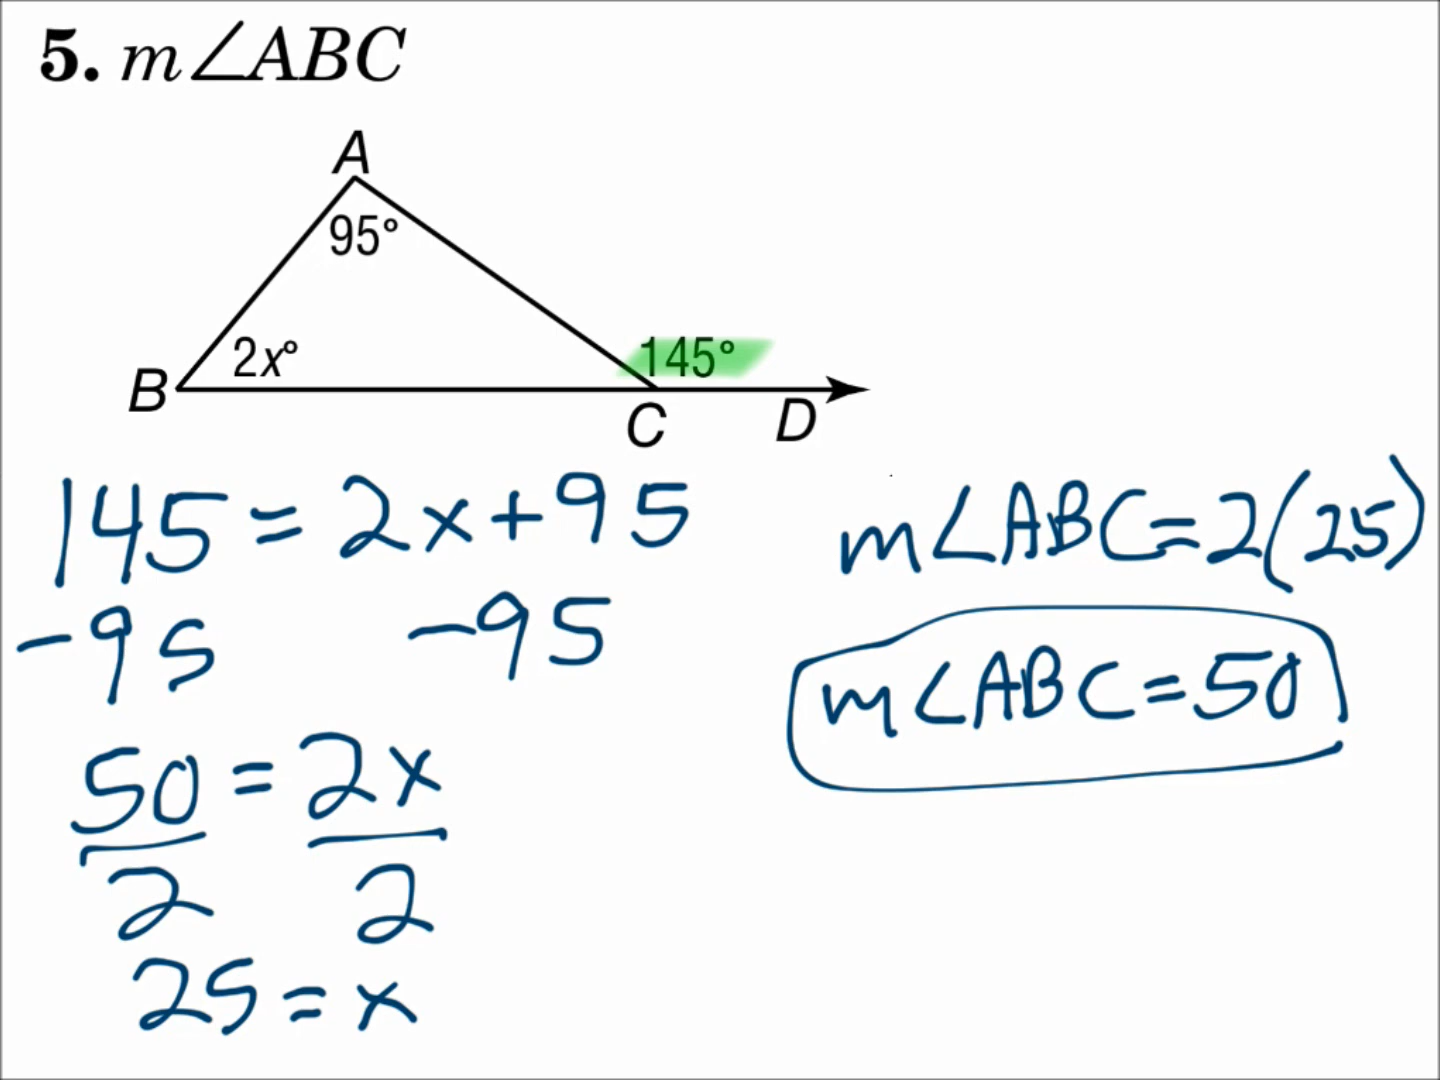 5. m∠ABC
A
95°
2x°
145°
B
C
D
145 = 2x + 95
-95 -95
50 = 2x
2 2
25 = x
m∠ABC = 2(25)
m∠ABC = 50